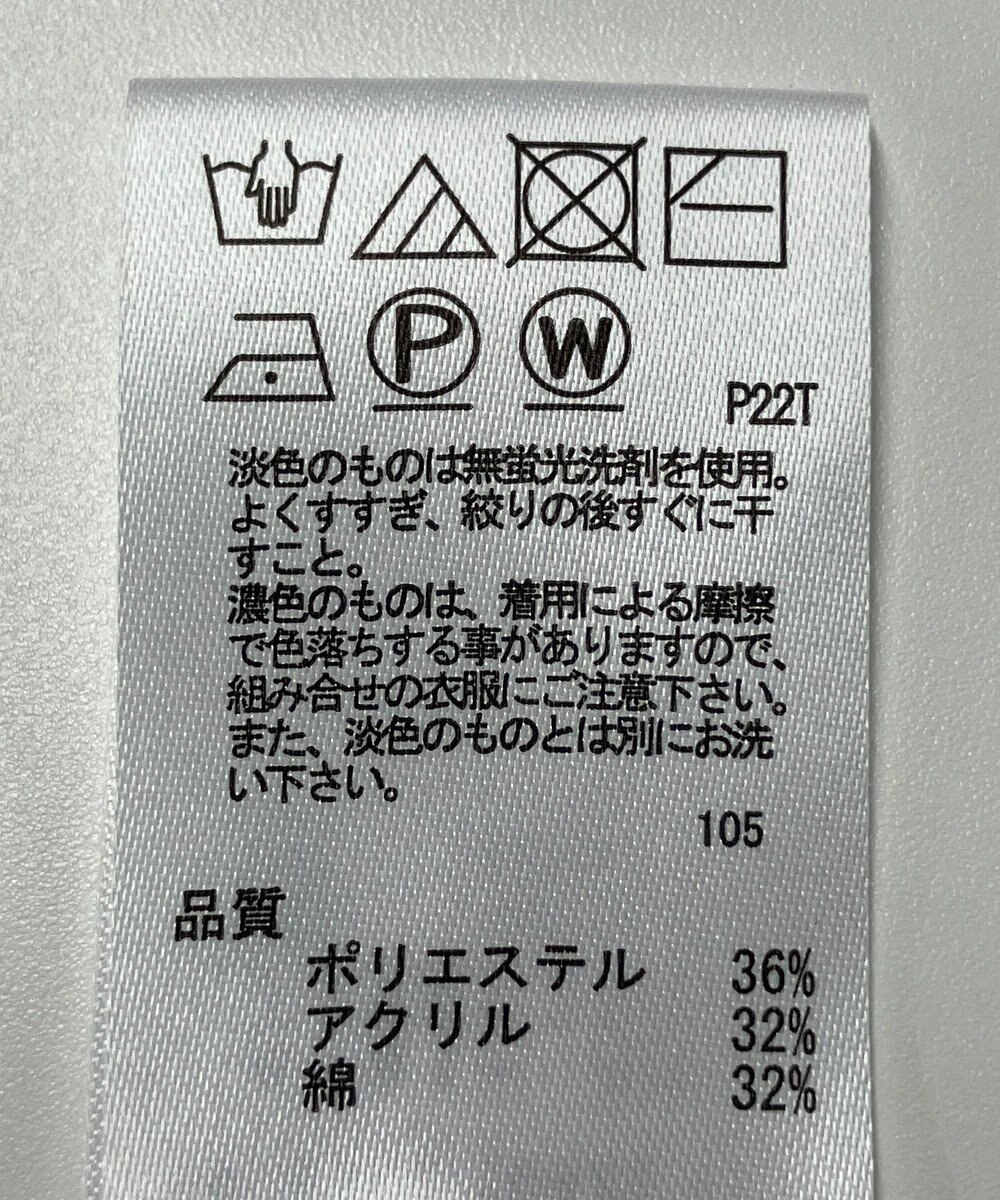 P W
P22T
淡色のものは無蛍光洗剤を使用。
よくすすぎ、絞りの後すぐに干
すこと。
濃色のものは、着用による摩擦
で色落ちする事がありますので、
組み合せの衣服にご注意下さい。
また、淡色のものとは別にお洗
い下さい。
105
品質
ポリエステル 36%
アクリル 32%
綿 32%